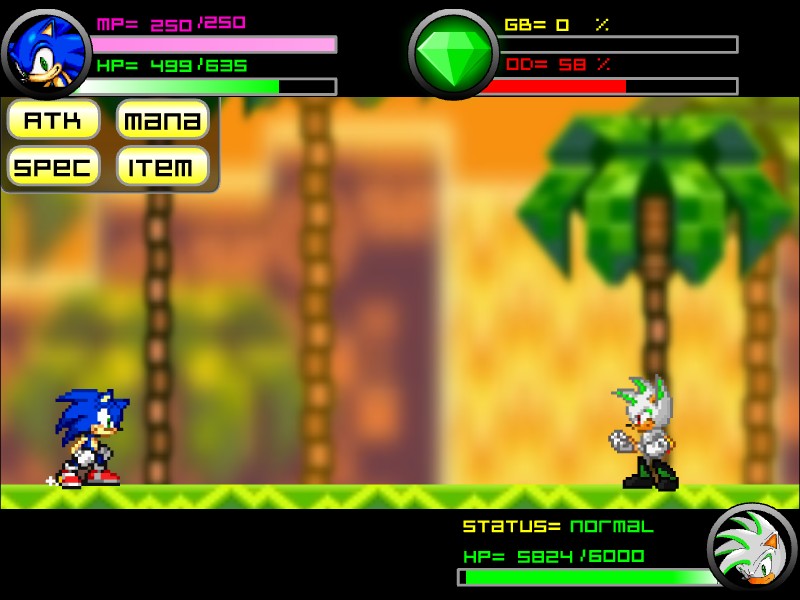 MP= 250/250
HP= 499/635
GB= 0 %
OD= 58 %
ATK
mana
SPEC
ITEM
STATUS= NORMAL
HP= 5824/6000